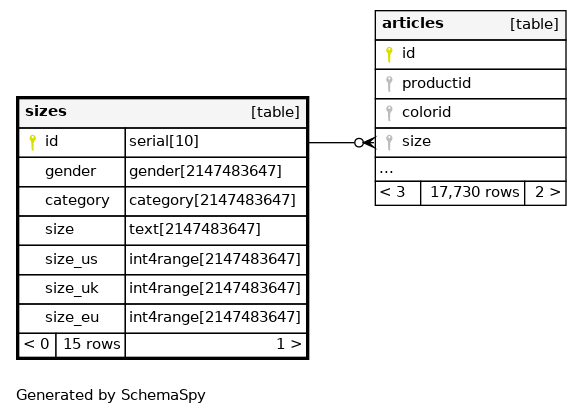 articles [table]
id
productid
colorid
size
...
< 3 17,730 rows 2 >
sizes [table]
id serial[10]
gender gender[2147483647]
category category[2147483647]
size text[2147483647]
size_us int4range[2147483647]
size_uk int4range[2147483647]
size_eu int4range[2147483647]
< 0 15 rows 1 >
Generated by SchemaSpy